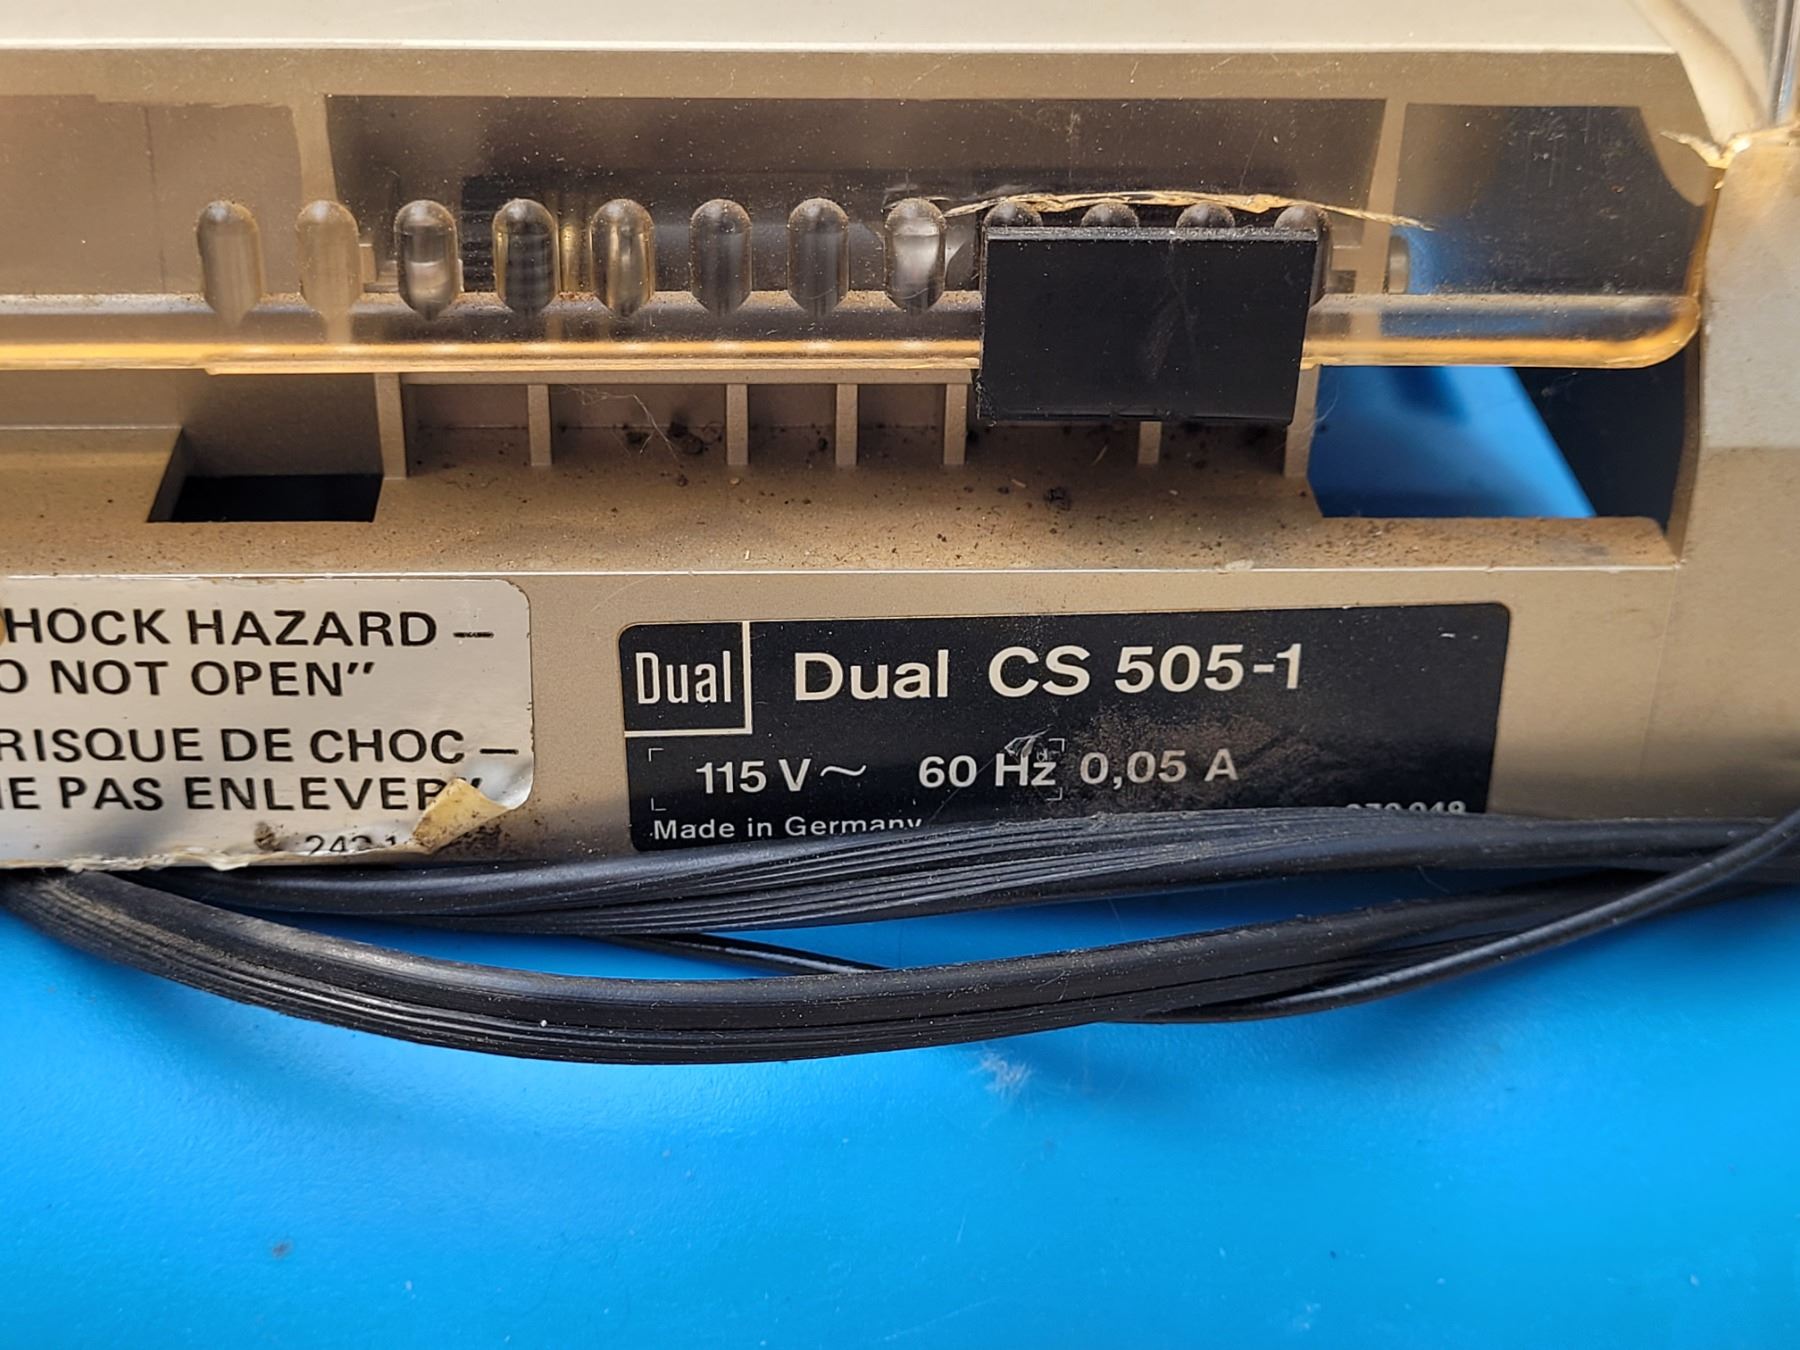 HOCK HAZARD —
O NOT OPEN”
RISQUE DE CHOC —
NE PAS ENLEVER”
Dual
Dual CS 505-1
115 V ~ 60 Hz 0,05 A
Made in Germany